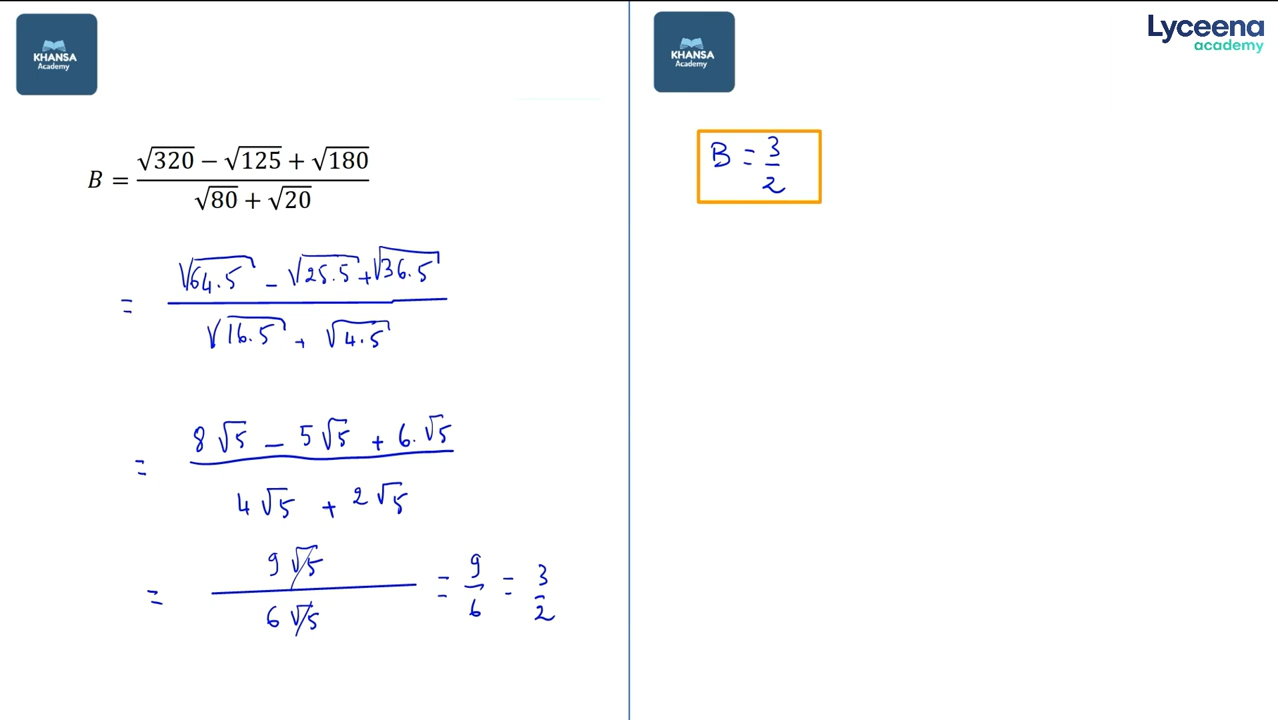 KHANSA
Academy
B = (√320 − √125 + √180) / (√80 + √20)
= (√64.5 − √25.5 + √36.5) / (√16.5 + √4.5)
= (8√5 − 5√5 + 6.√5) / (4√5 + 2√5)
= 9√5 / 6√5 = 9/6 = 3/2
KHANSA
Academy
Lyceena
academy
B = 3/2